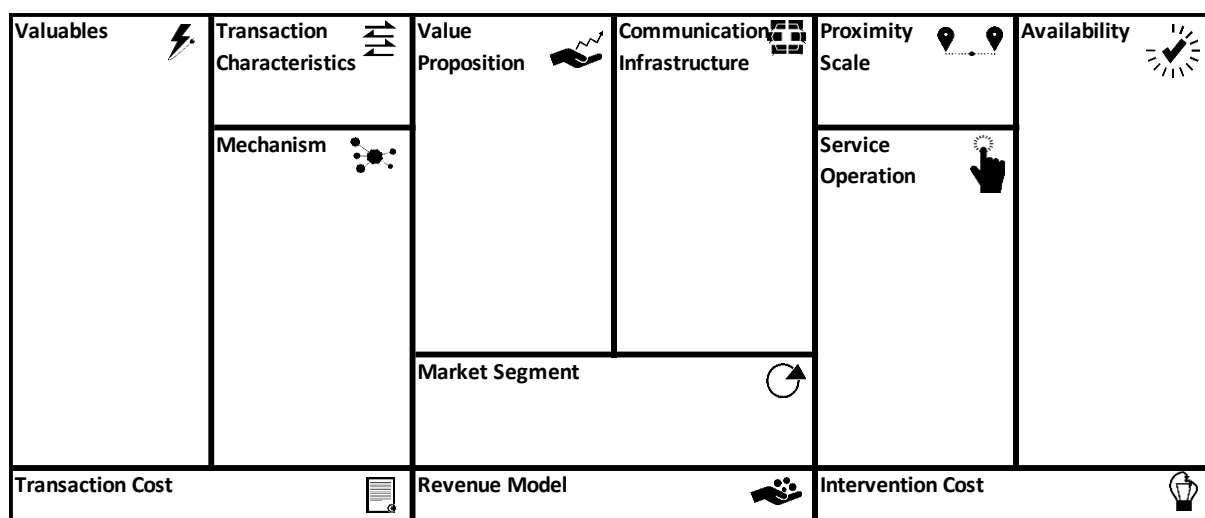 Valuables
Transaction
Characteristics
Value
Proposition
Communication
Infrastructure
Proximity
Scale
Availability
Mechanism
Service
Operation
Market Segment
Transaction Cost
Revenue Model
Intervention Cost